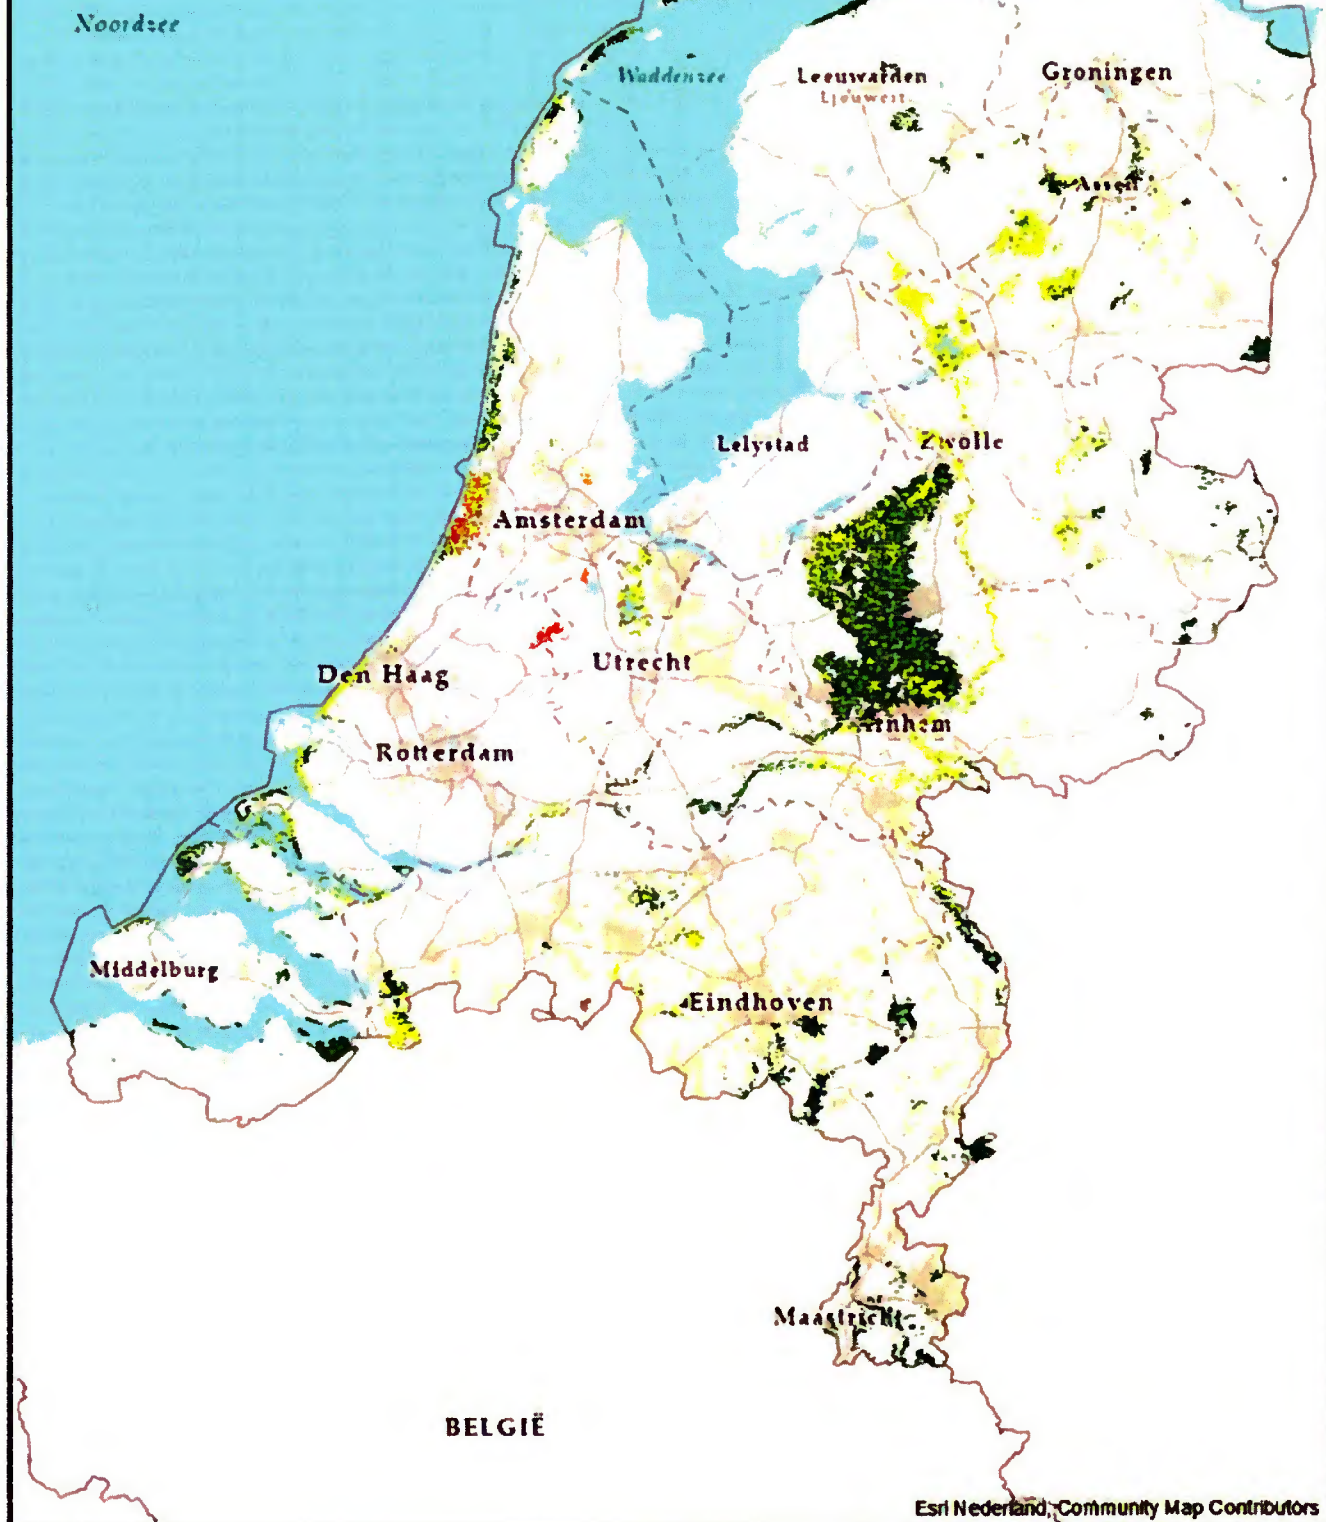 Noordzee
Waddenzee
Leeuwarden
Ljouwert
Groningen
Assen
Lelystad
Zwolle
Amsterdam
Utrecht
Den Haag
Arnhem
Rotterdam
Middelburg
Eindhoven
Maastricht
BELGIË
Esri Nederland, Community Map Contributors